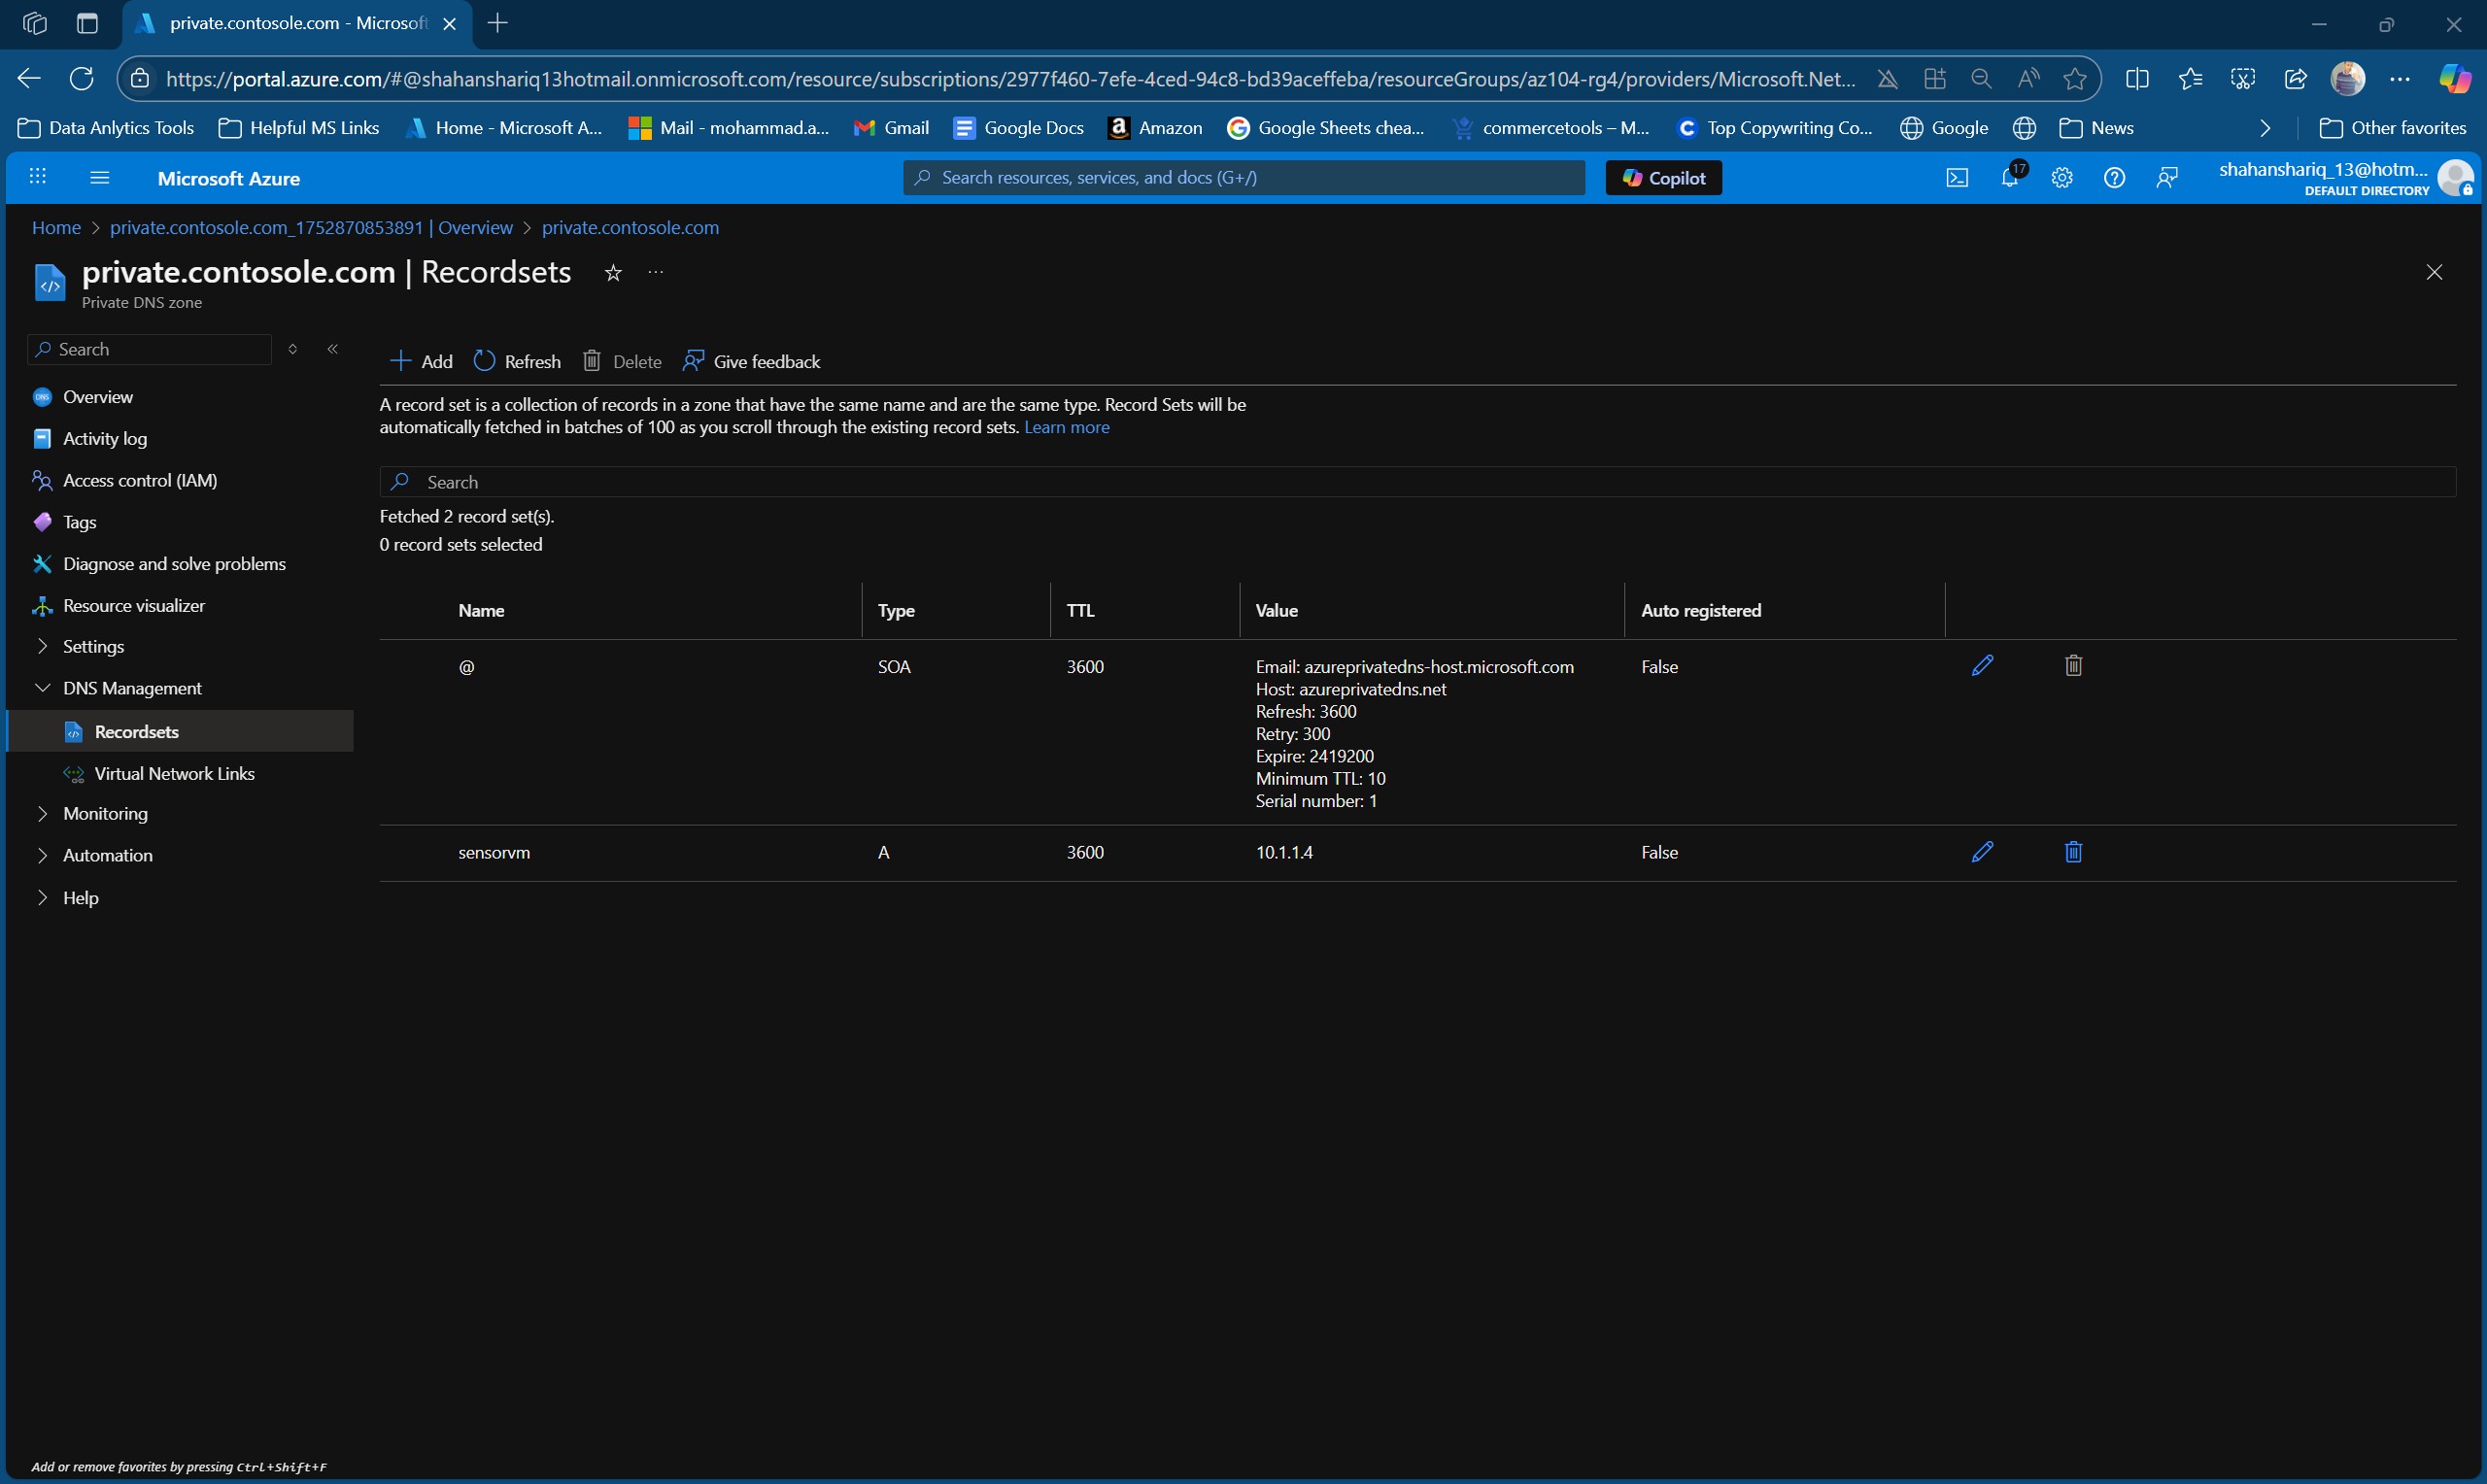 private.contosole.com - Microsoft
https://portal.azure.com/#@shahanshariq13hotmail.onmicrosoft.com/resource/subscriptions/2977f460-7efe-4ced-94c8-bd39aceffeba/resourceGroups/az104-rg4/providers/Microsoft.Net...
Data Anlytics Tools Helpful MS Links Home - Microsoft A... Mail - mohammad.a... Gmail Google Docs Amazon Google Sheets chea... commercetools – M... Top Copywriting Co... Google News Other favorites
Microsoft Azure Search resources, services, and docs (G+/) Copilot 17 shahanshariq_13@hotm...
DEFAULT DIRECTORY
Home > private.contosole.com_1752870853891 | Overview > private.contosole.com
private.contosole.com | Recordsets ☆ ...
Private DNS zone
Search
Overview
Activity log
Access control (IAM)
Tags
Diagnose and solve problems
Resource visualizer
Settings
DNS Management
Recordsets
Virtual Network Links
Monitoring
Automation
Help
Add Refresh Delete Give feedback
A record set is a collection of records in a zone that have the same name and are the same type. Record Sets will be
automatically fetched in batches of 100 as you scroll through the existing record sets. Learn more
Search
Fetched 2 record set(s).
0 record sets selected
Name Type TTL Value Auto registered
@ SOA 3600 Email: azureprivatedns-host.microsoft.com False
Host: azureprivatedns.net
Refresh: 3600
Retry: 300
Expire: 2419200
Minimum TTL: 10
Serial number: 1
sensorvm A 3600 10.1.1.4 False
Add or remove favorites by pressing Ctrl+Shift+F